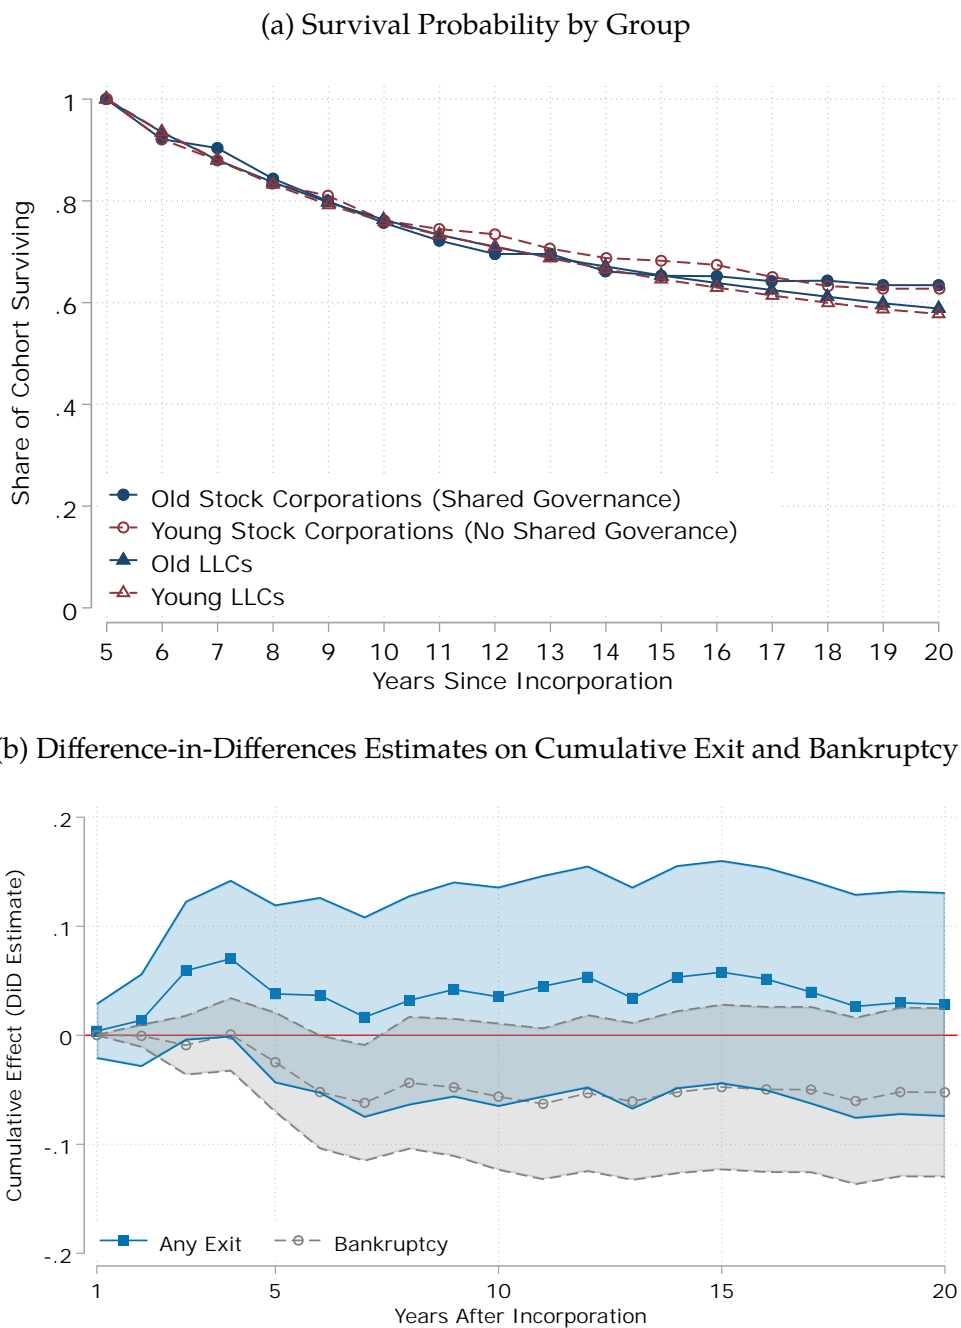 (a) Survival Probability by Group
Share of Cohort Surviving
1
.8
.6
.4
.2
0
Old Stock Corporations (Shared Governance)
Young Stock Corporations (No Shared Goverance)
Old LLCs
Young LLCs
5 6 7 8 9 10 11 12 13 14 15 16 17 18 19 20
Years Since Incorporation
b) Difference-in-Differences Estimates on Cumulative Exit and Bankruptcy
Cumulative Effect (DiD Estimate)
.2
.1
0
-.1
-.2
Any Exit Bankruptcy
1 5 10 15 20
Years After Incorporation